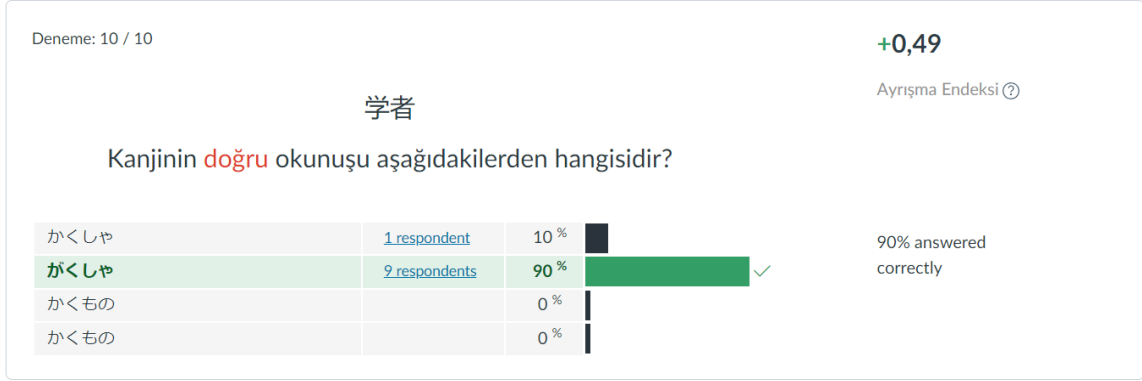 Deneme: 10 / 10
+0,49
Ayrışma Endeksi ?
学者
Kanjinin doğru okunuşu aşağıdakilerden hangisidir?
かくしゃ 1 respondent 10 %
がくしゃ 9 respondents 90 %
かくもの 0 %
かくもの 0 %
90% answered
correctly